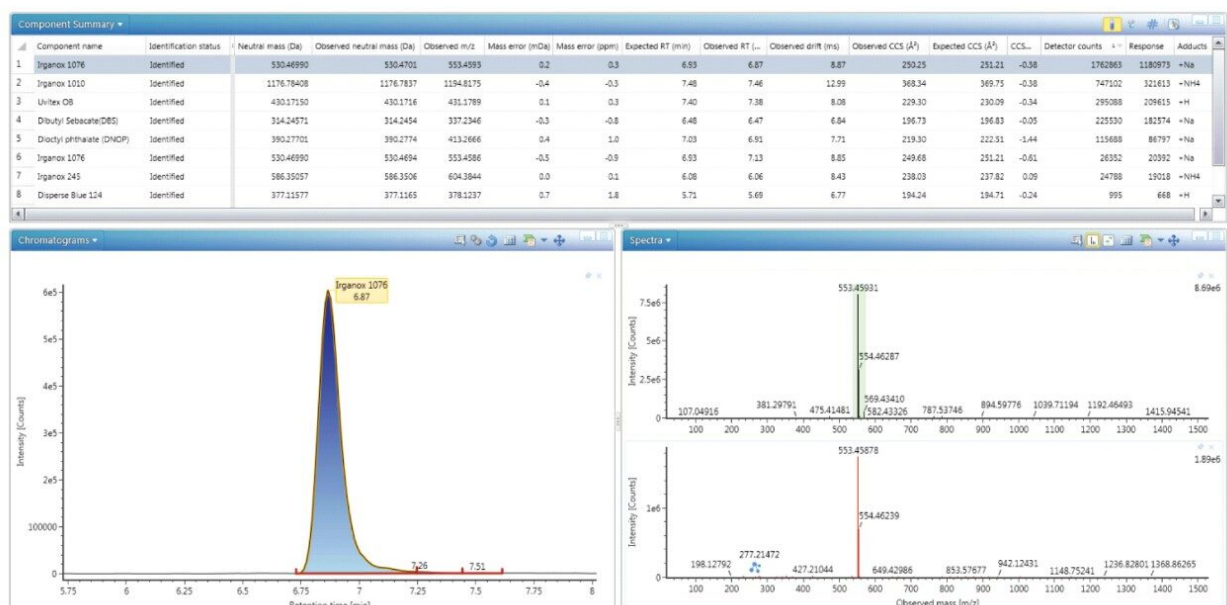 Component Summary
Component name Identification status Neutral mass (Da) Observed neutral mass (Da) Observed m/z Mass error (mDa) Mass error (ppm) Expected RT (min) Observed RT (... Observed drift (ms) Observed CCS (Å²) Expected CCS (Å²) CCS... Detector counts Response Adducts
1 Irganox 1076 Identified 530.46990 530.4701 553.4593 0.2 0.3 6.93 6.87 8.87 250.25 251.21 -0.38 1762863 1180973 +Na
2 Irganox 1010 Identified 1176.78408 1176.7837 1194.8175 -0.4 -0.3 7.48 7.46 12.99 368.34 369.75 -0.38 747102 321613 +NH4
3 Uvitex OB Identified 430.17150 430.1716 431.1789 0.1 0.3 7.40 7.38 8.08 229.30 230.09 -0.34 295088 209615 +H
4 Dibutyl Sebacate(DBS) Identified 314.24571 314.2454 337.2346 -0.3 -0.8 6.48 6.47 6.84 196.73 196.83 -0.05 225530 182574 +Na
5 Dioctyl phthalate (DNOP) Identified 390.27701 390.2774 413.2666 0.4 1.0 7.03 6.91 7.71 219.30 222.51 -1.44 115688 86797 +Na
6 Irganox 1076 Identified 530.46990 530.4694 553.4586 -0.5 -0.9 6.93 7.13 8.85 249.68 251.21 -0.61 26352 20392 +Na
7 Irganox 245 Identified 586.35057 586.3506 604.3844 0.0 0.1 6.08 6.06 8.43 238.03 237.82 0.09 24788 19018 +NH4
8 Disperse Blue 124 Identified 377.11577 377.1165 378.1237 0.7 1.8 5.71 5.69 6.77 194.24 194.71 -0.24 995 668 +H
Chromatograms
Irganox 1076
6.87
6e5
5e5
4e5
3e5
2e5
100000
0
Intensity [Counts]
7.26 7.51
5.75 6 6.25 6.5 6.75 7 7.25 7.5 7.75 8
Retention time [min]
Spectra
553.45931
8.69e6
7.5e6
5e6
2.5e6
0
Intensity [Counts]
554.46287
569.43410
107.04916 381.29791 475.41481 582.43326 787.53746 894.59776 1039.71194 1192.46493 1415.94541
100 200 300 400 500 600 700 800 900 1000 1100 1200 1300 1400 1500
553.45878
1.89e6
1e6
0
Intensity [Counts]
554.46239
277.21472
198.12792 427.21044 649.42986 853.57677 942.12431 1148.75241 1236.82801 1368.86265
100 200 300 400 500 600 700 800 900 1000 1100 1200 1300 1400 1500
Observed mass [m/z]